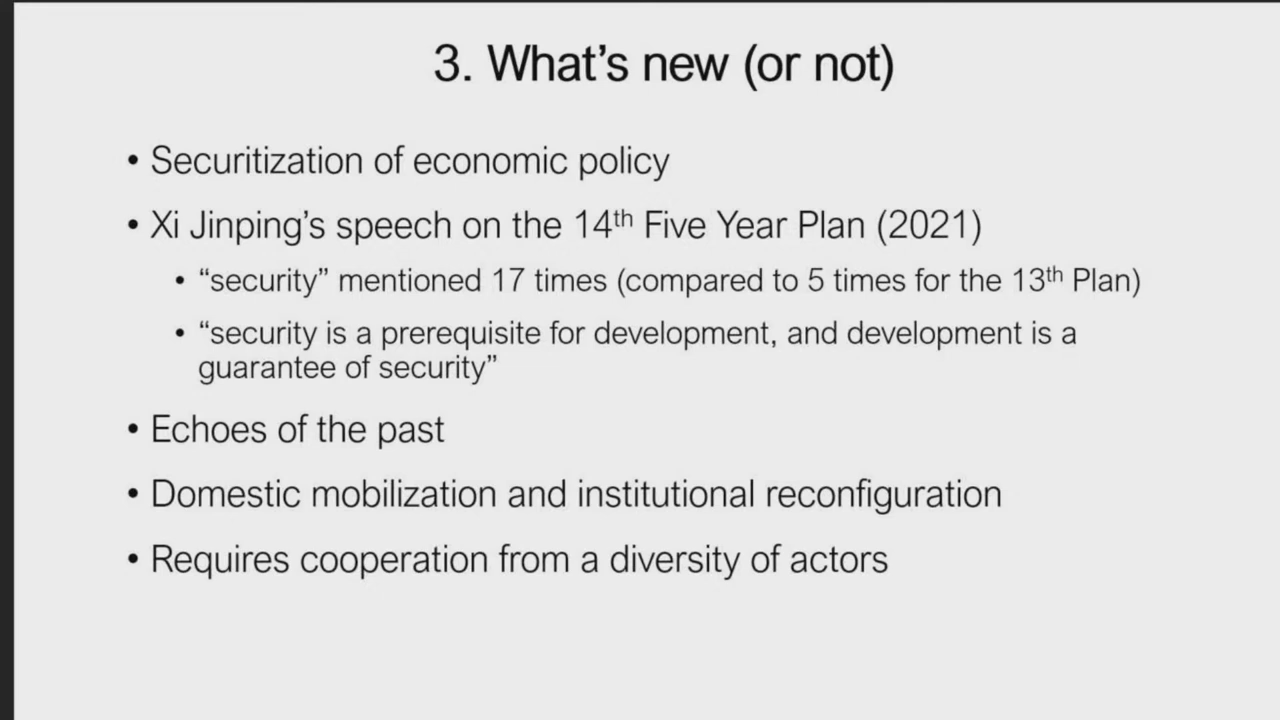 3. What’s new (or not)
• Securitization of economic policy
• Xi Jinping’s speech on the 14th Five Year Plan (2021)
• “security” mentioned 17 times (compared to 5 times for the 13th Plan)
• “security is a prerequisite for development, and development is a
guarantee of security”
• Echoes of the past
• Domestic mobilization and institutional reconfiguration
• Requires cooperation from a diversity of actors